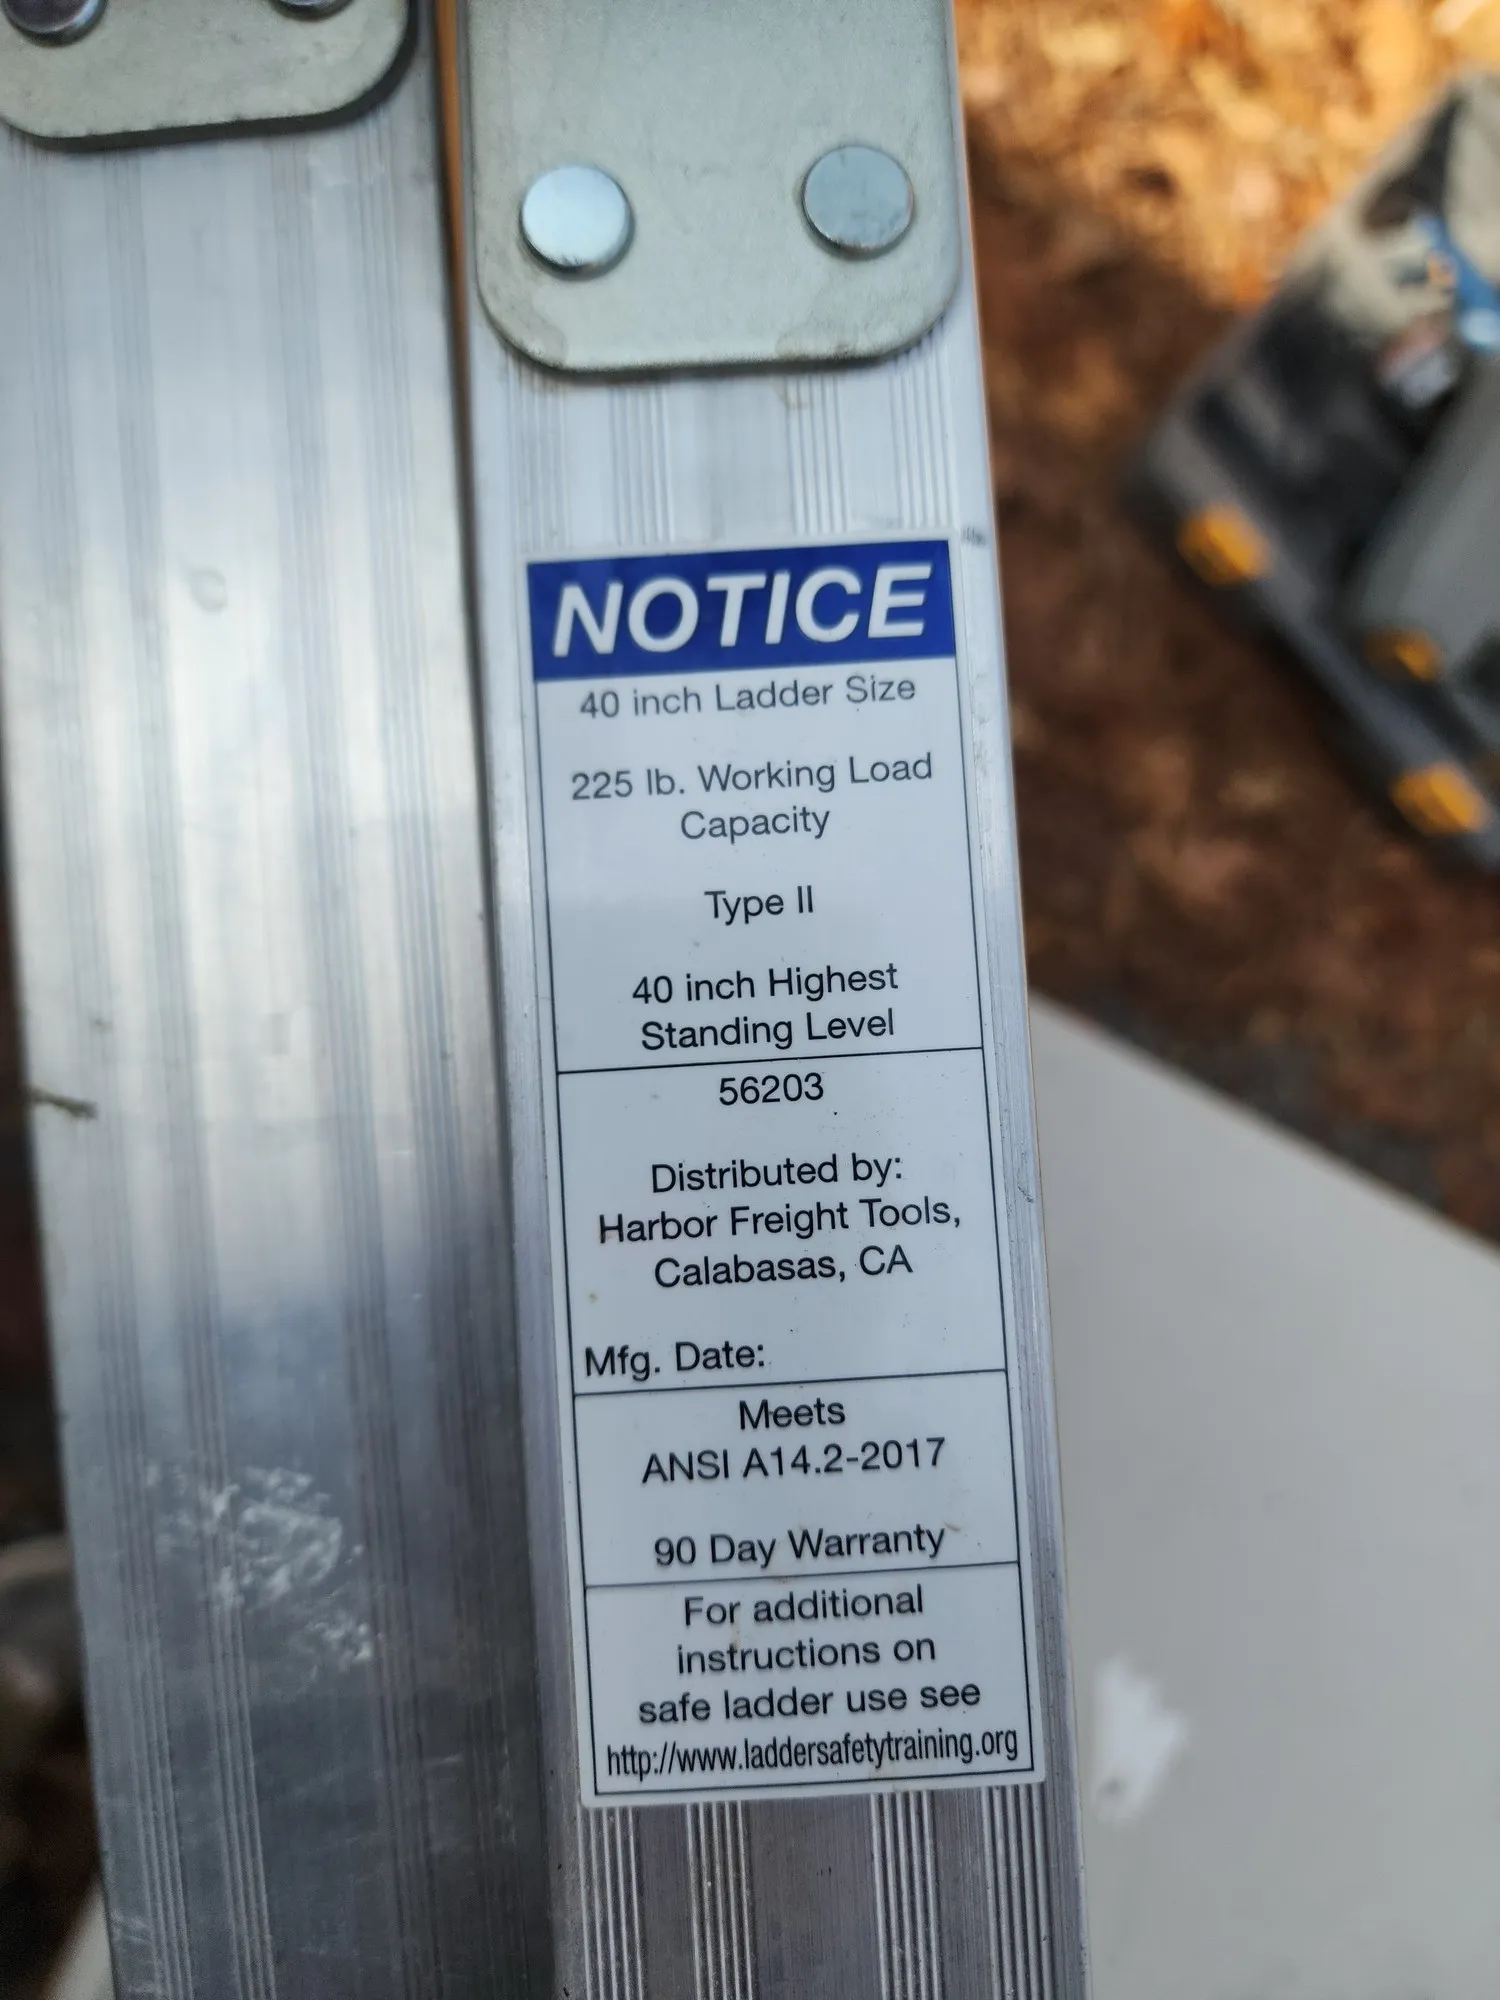 NOTICE
40 inch Ladder Size
225 lb. Working Load
Capacity
Type II
40 inch Highest
Standing Level
56203
Distributed by:
Harbor Freight Tools,
Calabasas, CA
Mfg. Date:
Meets
ANSI A14.2-2017
90 Day Warranty
For additional
instructions on
safe ladder use see
http://www.laddersafetytraining.org